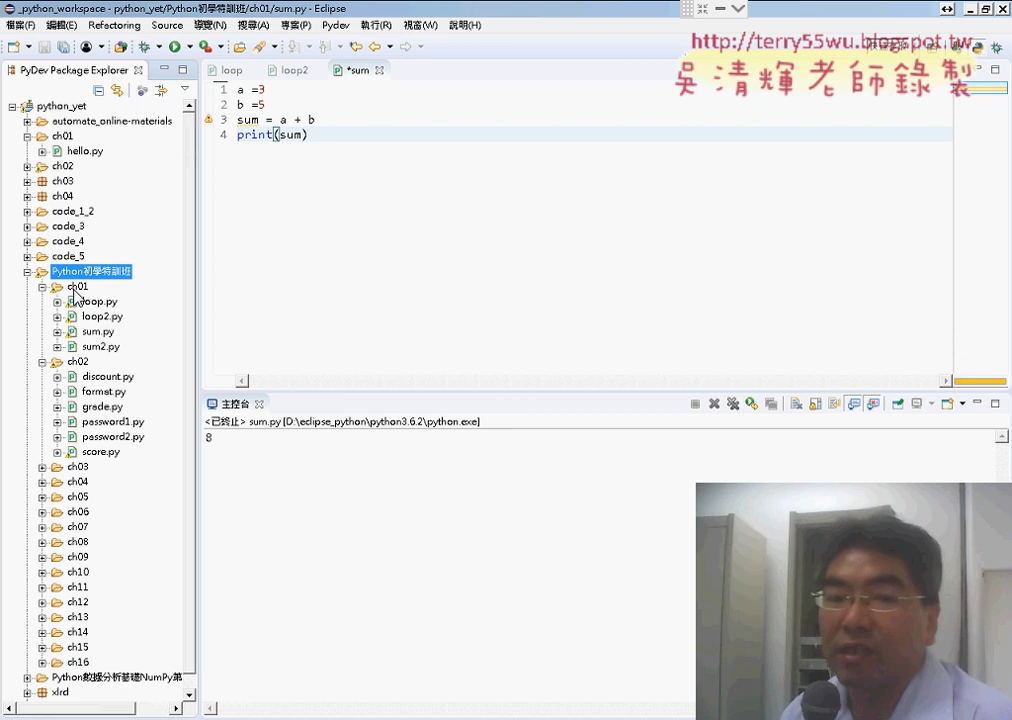 _python_workspace - python_yet/Python初學特訓班/ch01/sum.py - Eclipse
檔案(F) 編輯(E) Refactoring Source 導覽(N) 搜尋(A) 專案(P) Pydev 執行(R) 視窗(W) 說明(H)
http://terry55wu.blogspot.tw
吳清輝老師錄製
PyDev Package Explorer
loop
loop2
*sum
1 a =3
2 b =5
3 sum = a + b
4 print(sum)
python_yet
automate_online-materials
ch01
hello.py
ch02
ch03
ch04
code_1_2
code_3
code_4
code_5
Python初學特訓班
ch01
loop.py
loop2.py
sum.py
sum2.py
ch02
discount.py
format.py
grade.py
password1.py
password2.py
score.py
ch03
ch04
ch05
ch06
ch07
ch08
ch09
ch10
ch11
ch12
ch13
ch14
ch15
ch16
Python數據分析基礎NumPy第
xlrd
主控台
<已終止> sum.py [D:\eclipse_python\python3.6.2\python.exe]
8